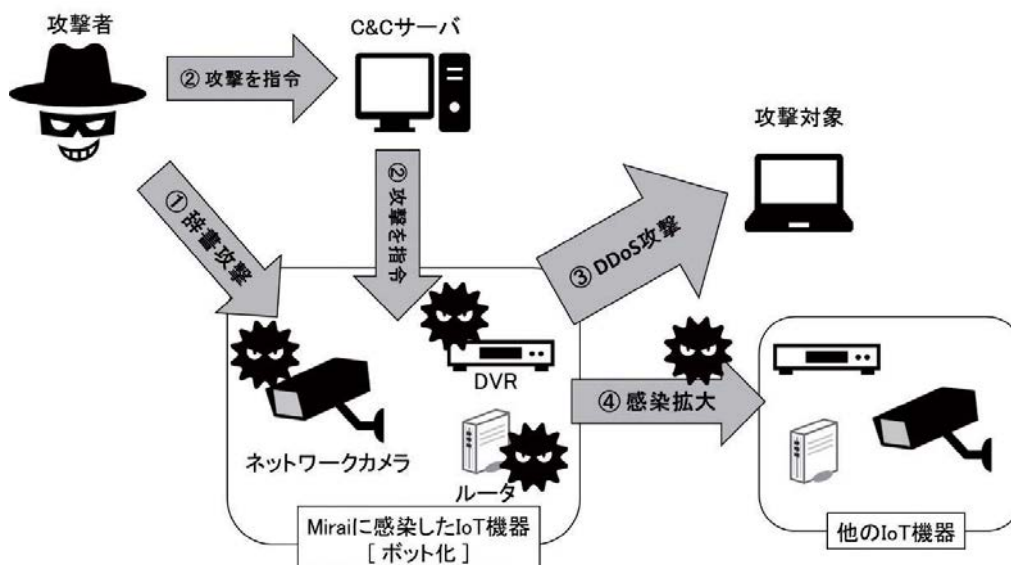 攻撃者
C&Cサーバ
② 攻撃を指令
攻撃対象
① 辞書攻撃
② 攻撃を指令
③ DDoS攻撃
DVR
④ 感染拡大
ネットワークカメラ
ルータ
Miraiに感染したIoT機器
[ ボット化 ]
他のIoT機器